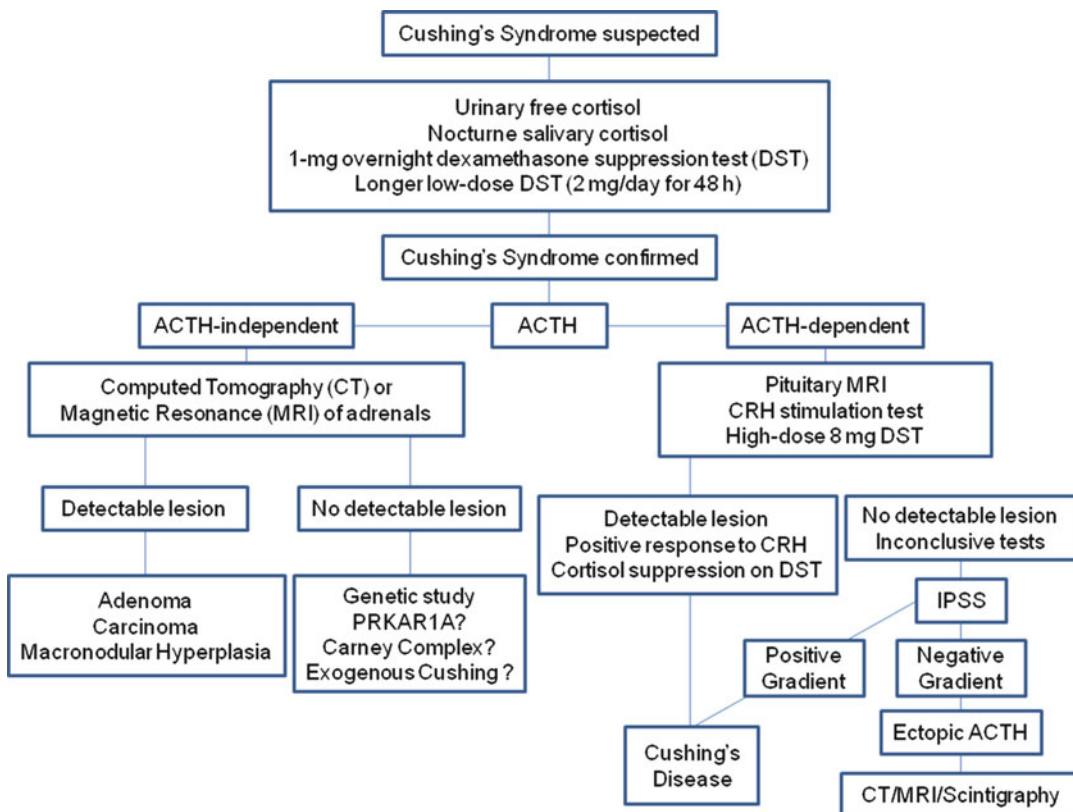 Cushing's Syndrome suspected
Urinary free cortisol
Nocturne salivary cortisol
1-mg overnight dexamethasone suppression test (DST)
Longer low-dose DST (2 mg/day for 48 h)
Cushing's Syndrome confirmed
ACTH-independent
ACTH
ACTH-dependent
Computed Tomography (CT) or
Magnetic Resonance (MRI) of adrenals
Pituitary MRI
CRH stimulation test
High-dose 8 mg DST
Detectable lesion
No detectable lesion
Detectable lesion
Positive response to CRH
Cortisol suppression on DST
No detectable lesion
Inconclusive tests
Adenoma
Carcinoma
Macronodular Hyperplasia
Genetic study
PRKAR1A?
Carney Complex?
Exogenous Cushing ?
IPSS
Positive
Gradient
Negative
Gradient
Cushing's
Disease
Ectopic ACTH
CT/MRI/Scintigraphy